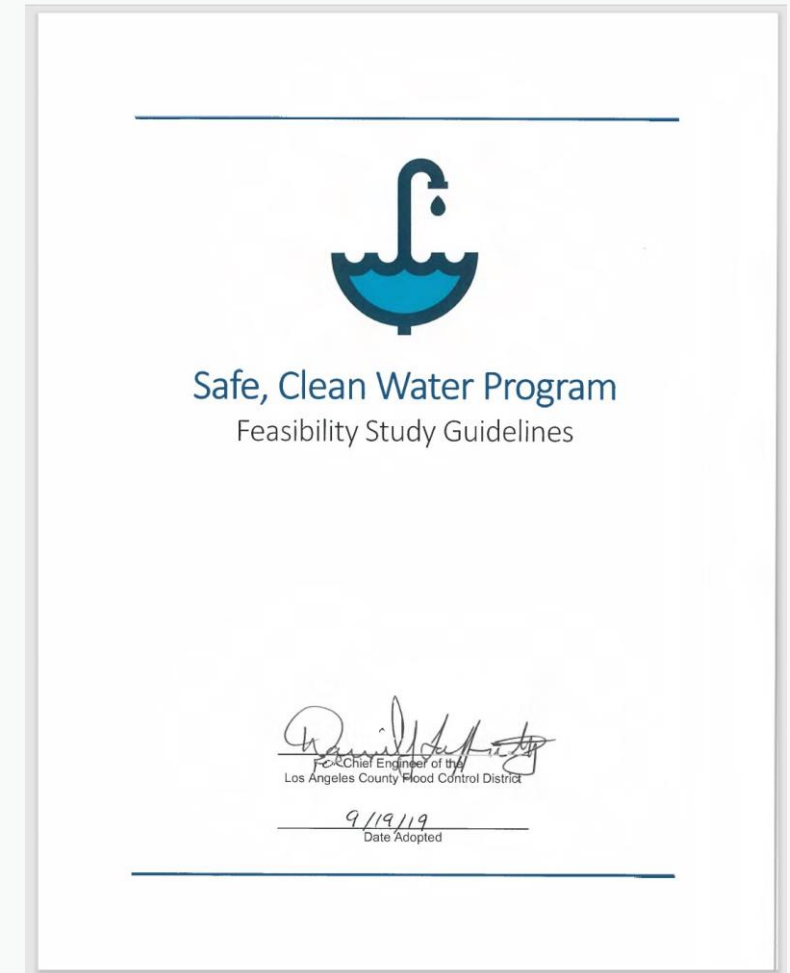 Safe, Clean Water Program
Feasibility Study Guidelines
For Chief Engineer of the
Los Angeles County Flood Control District
9/19/19
Date Adopted